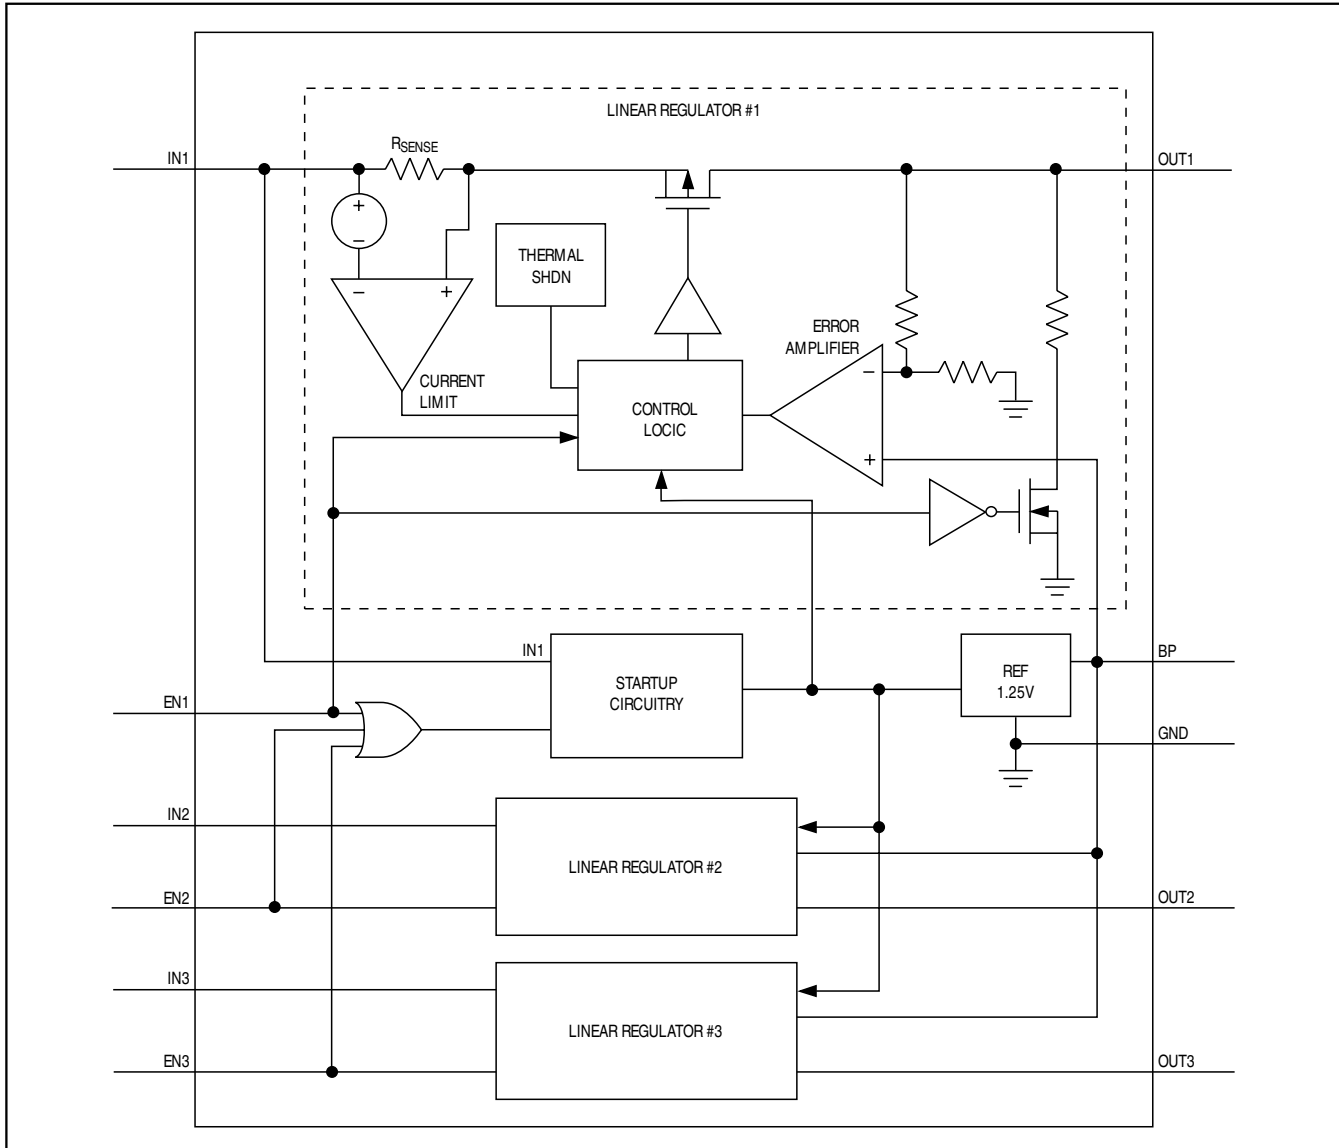 LINEAR REGULATOR #1
IN1
RSENSE
OUT1
+
−
−
+
THERMAL
SHDN
CURRENT
LIMIT
CONTROL
LOCIC
ERROR
AMPLIFIER
−
+
IN1
STARTUP
CIRCUITRY
REF
1.25V
BP
EN1
GND
IN2
LINEAR REGULATOR #2
EN2
OUT2
IN3
LINEAR REGULATOR #3
EN3
OUT3